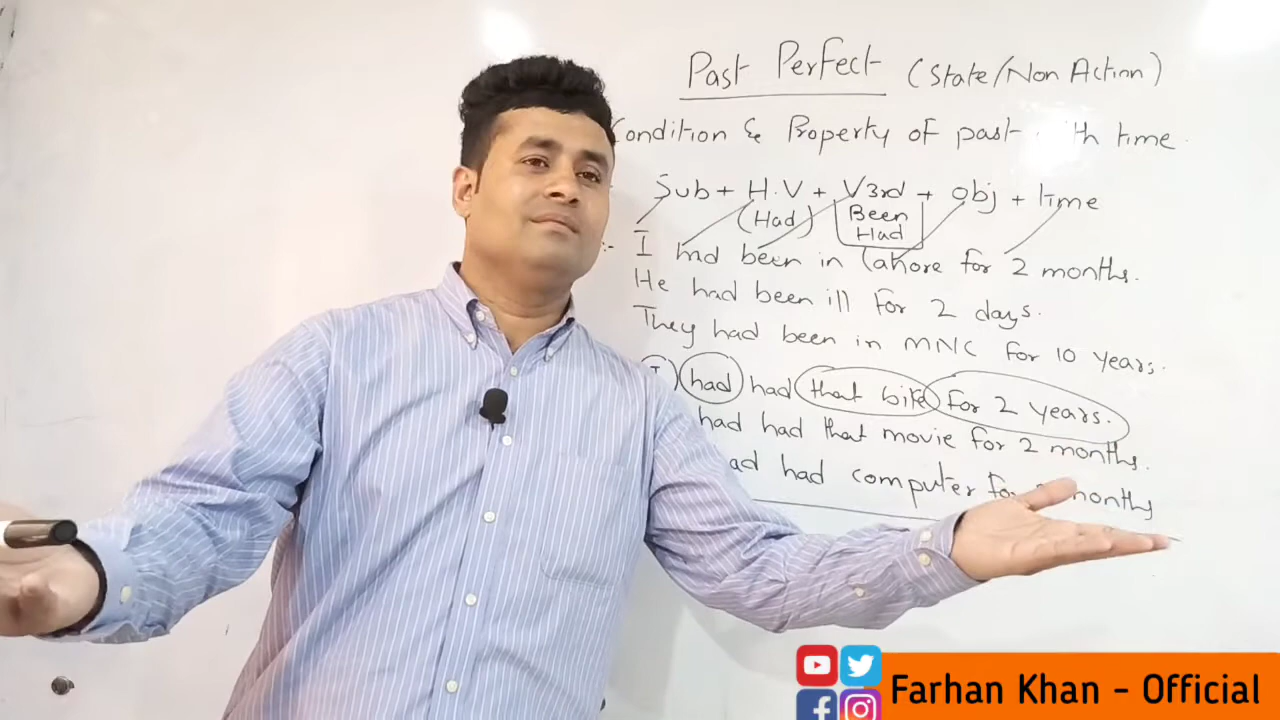 Past Perfect (State/Non Action)
Condition & Property of past with time.
Sub + H.V + V3rd + Obj + time
(Had) Been
Had
I had been in Lahore for 2 months.
He had been ill for 2 days.
They had been in MNC for 10 years.
I had had that bike for 2 years.
had had that movie for 2 months.
had computer for months
Farhan Khan - Official